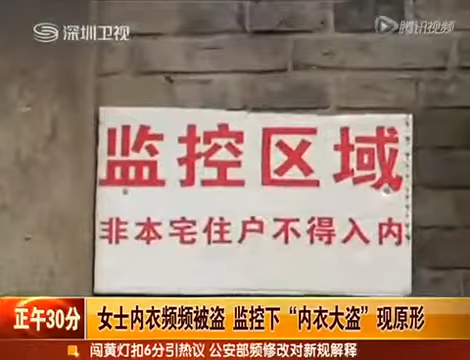 深圳卫视
腾讯视频
监控区域
非本宅住户不得入内
正午30分
女士内衣频频被盗 监控下“内衣大盗”现原形
闯黄灯扣6分引热议 公安部频修改对新规解释